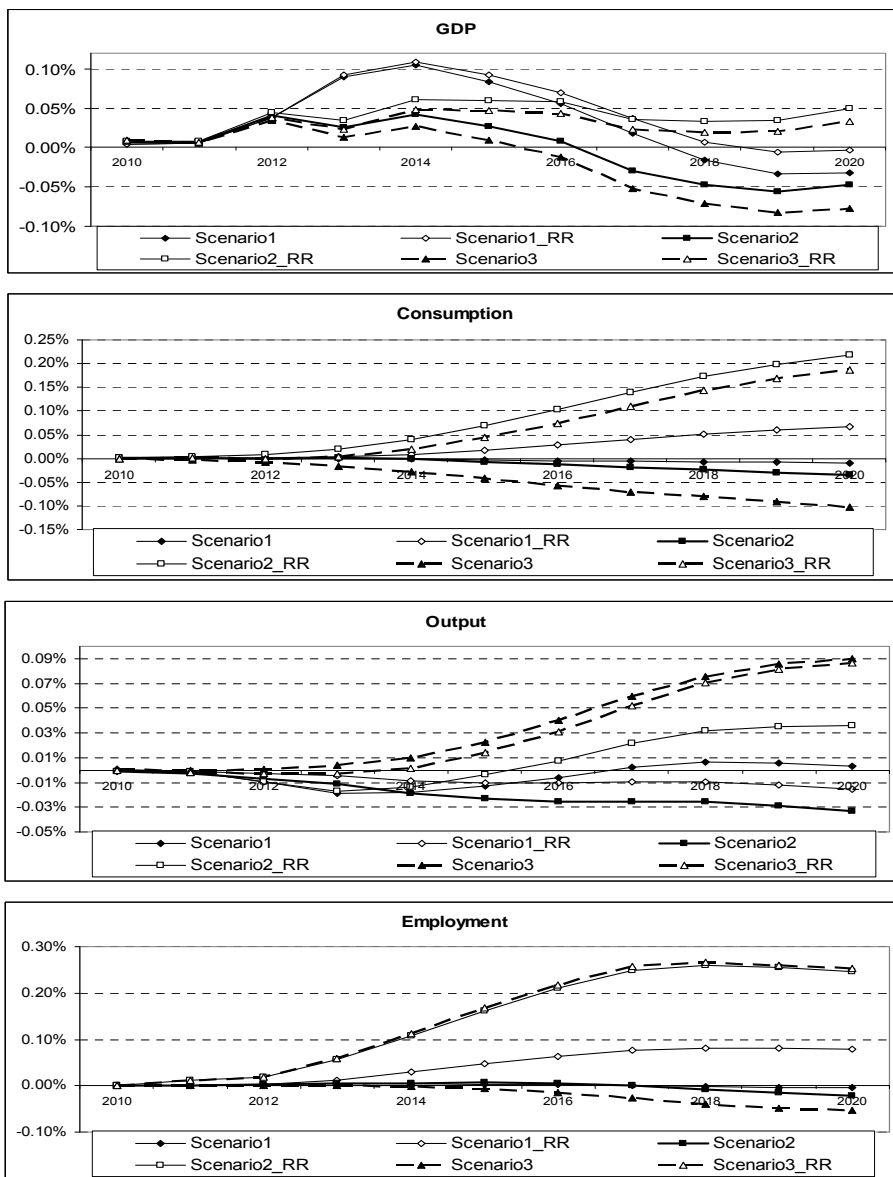 GDP
0.10%
0.05%
0.00%
2010 2012 2014 2016 2018 2020
-0.05%
-0.10%
Scenario1 Scenario1_RR Scenario2
Scenario2_RR Scenario3 Scenario3_RR
Consumption
0.25%
0.20%
0.15%
0.10%
0.05%
0.00%
2010 2012 2014 2016 2018 2020
-0.05%
-0.10%
-0.15%
Scenario1 Scenario1_RR Scenario2
Scenario2_RR Scenario3 Scenario3_RR
Output
0.09%
0.07%
0.05%
0.03%
0.01%
-0.01%
2010 2012 2014 2016 2018 2020
-0.03%
-0.05%
Scenario1 Scenario1_RR Scenario2
Scenario2_RR Scenario3 Scenario3_RR
Employment
0.30%
0.20%
0.10%
0.00%
2010 2012 2014 2016 2018 2020
-0.10%
Scenario1 Scenario1_RR Scenario2
Scenario2_RR Scenario3 Scenario3_RR